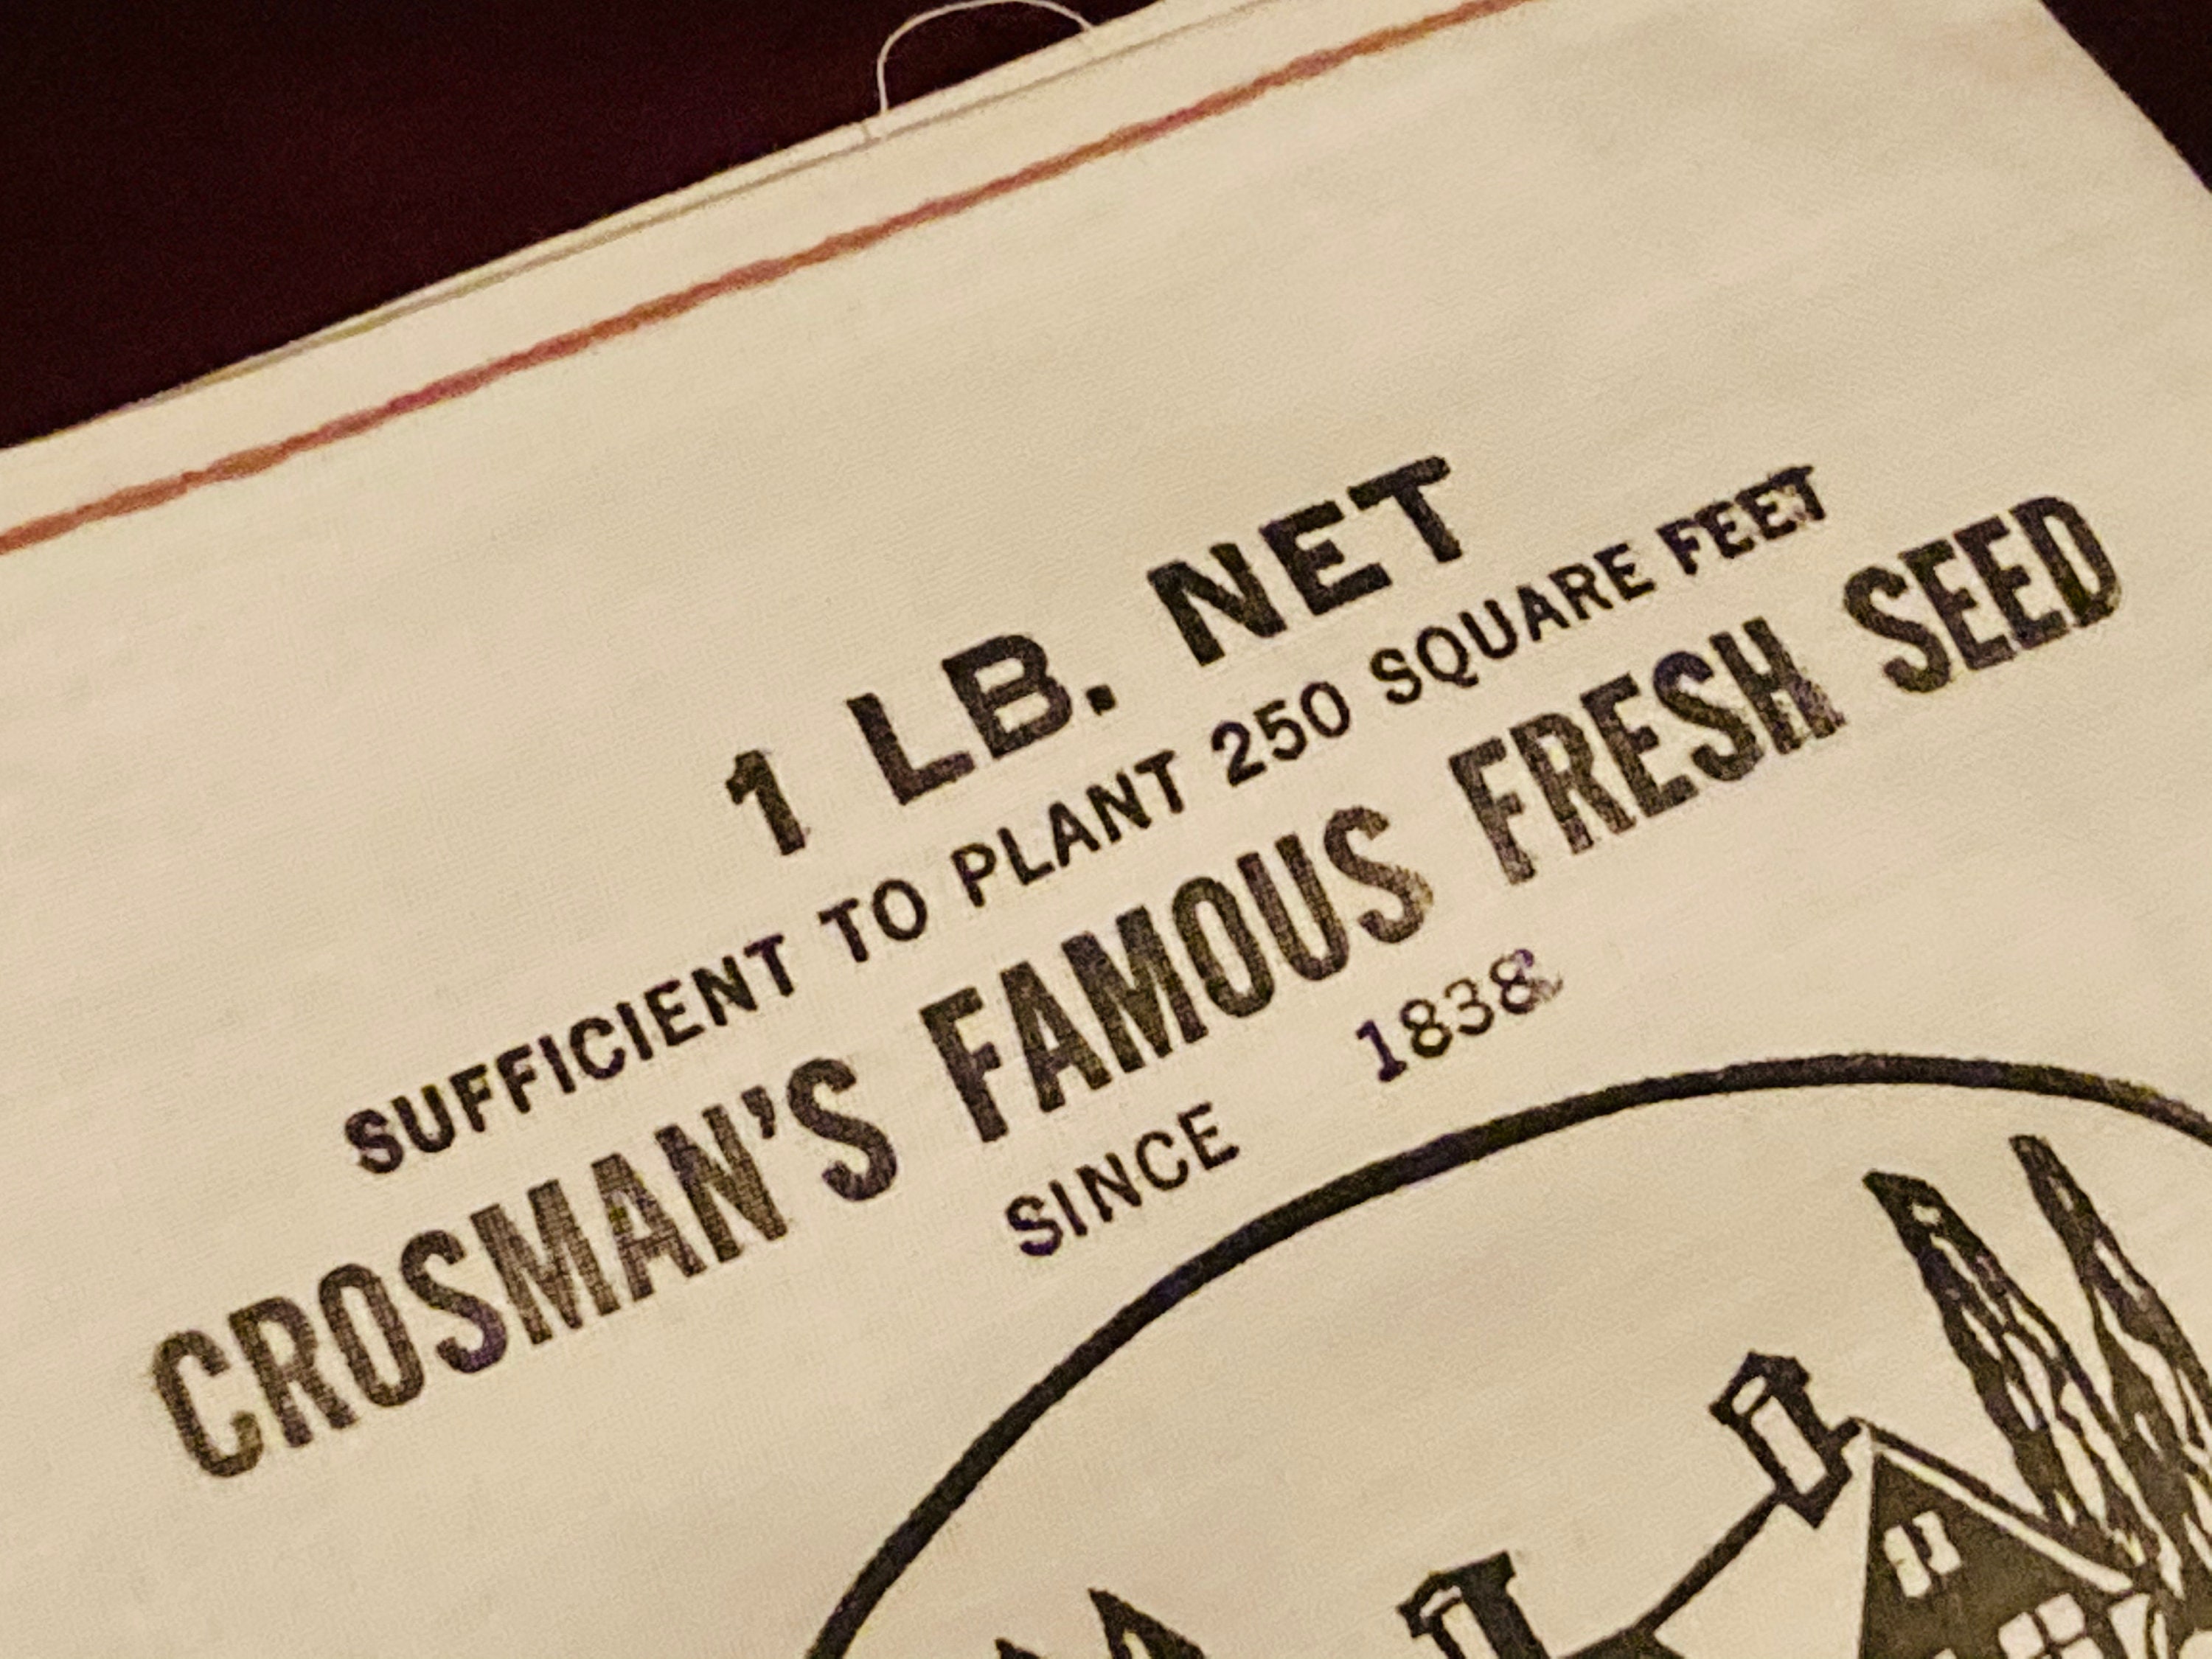 1 LB. NET
SUFFICIENT TO PLANT 250 SQUARE FEET
CROSMAN'S FAMOUS FRESH SEED
SINCE 1838